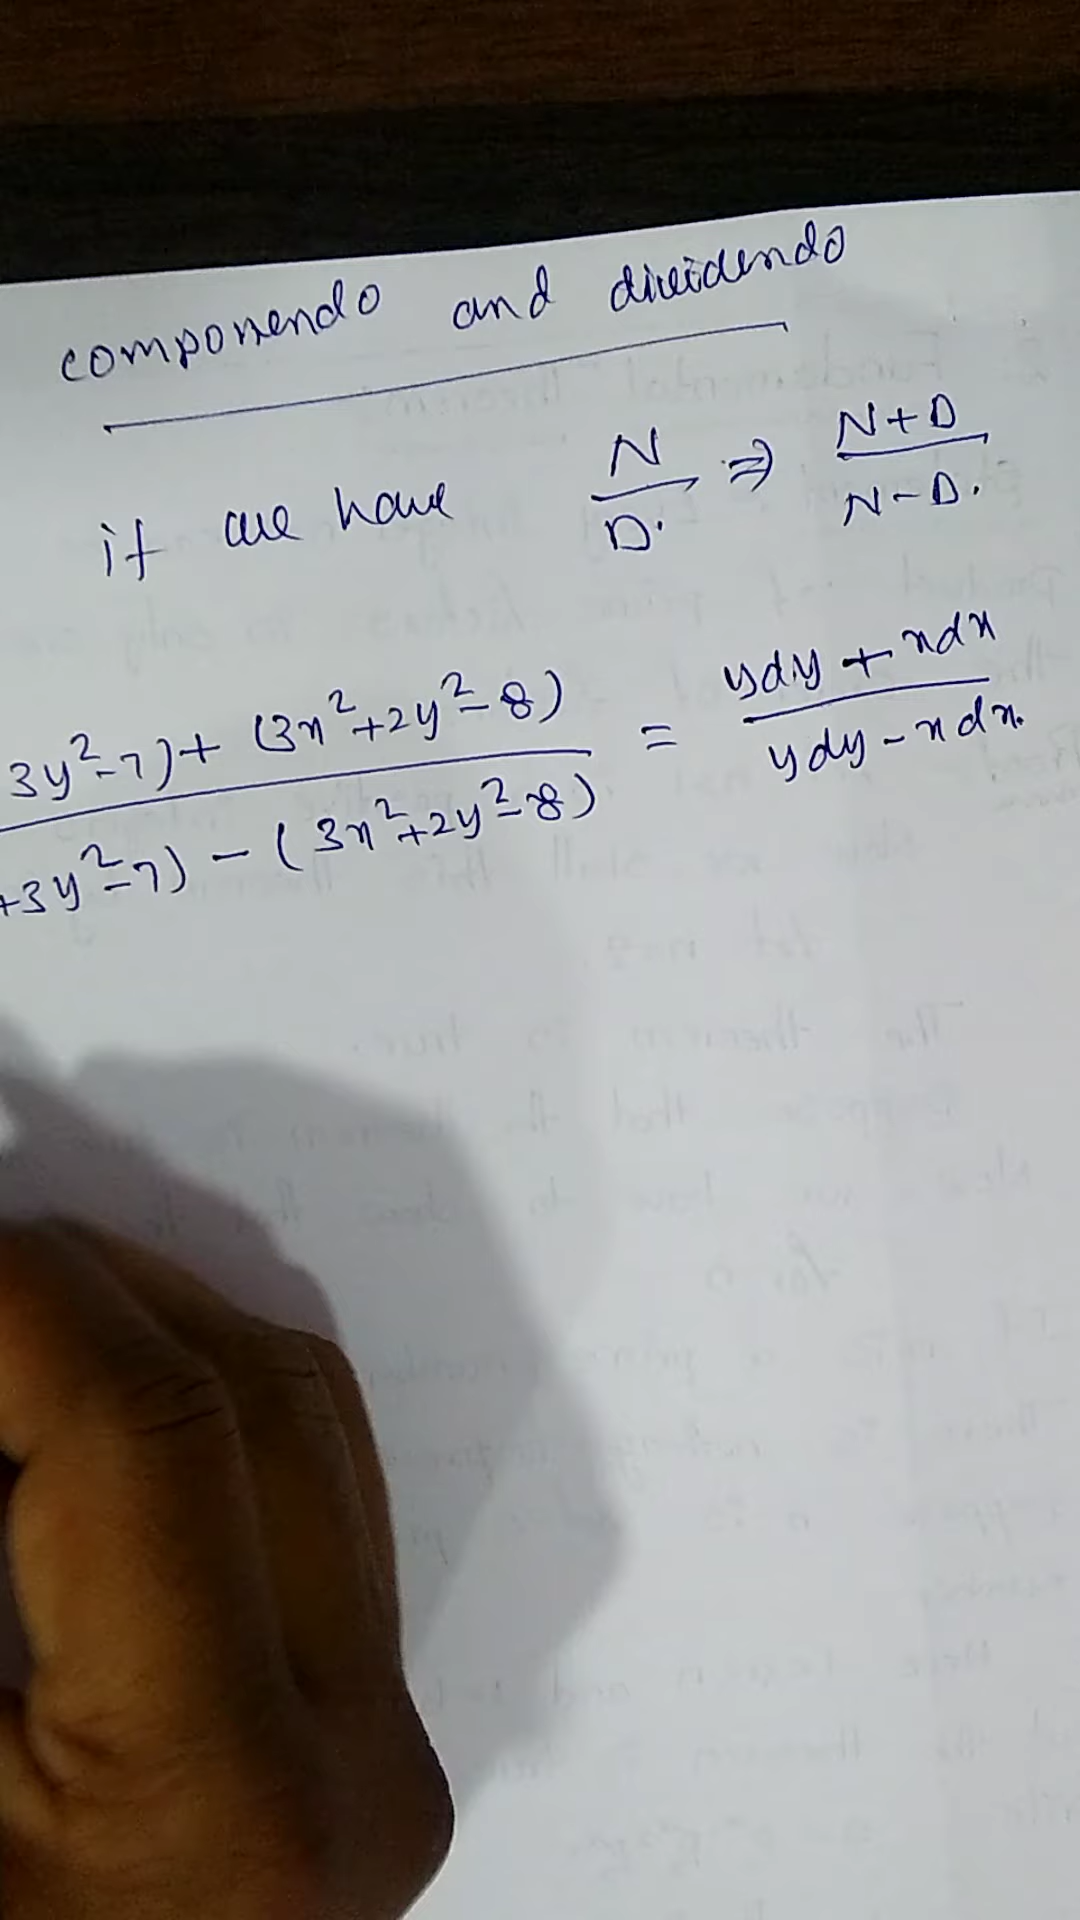 componendo and dividendo
if we have N/D. ⇒ N+D/N-D.
3y²-7)+ (3x²+2y²-8) / +3y²-7) - (3x²+2y²-8) = ydy + xdx / ydy - xdx.